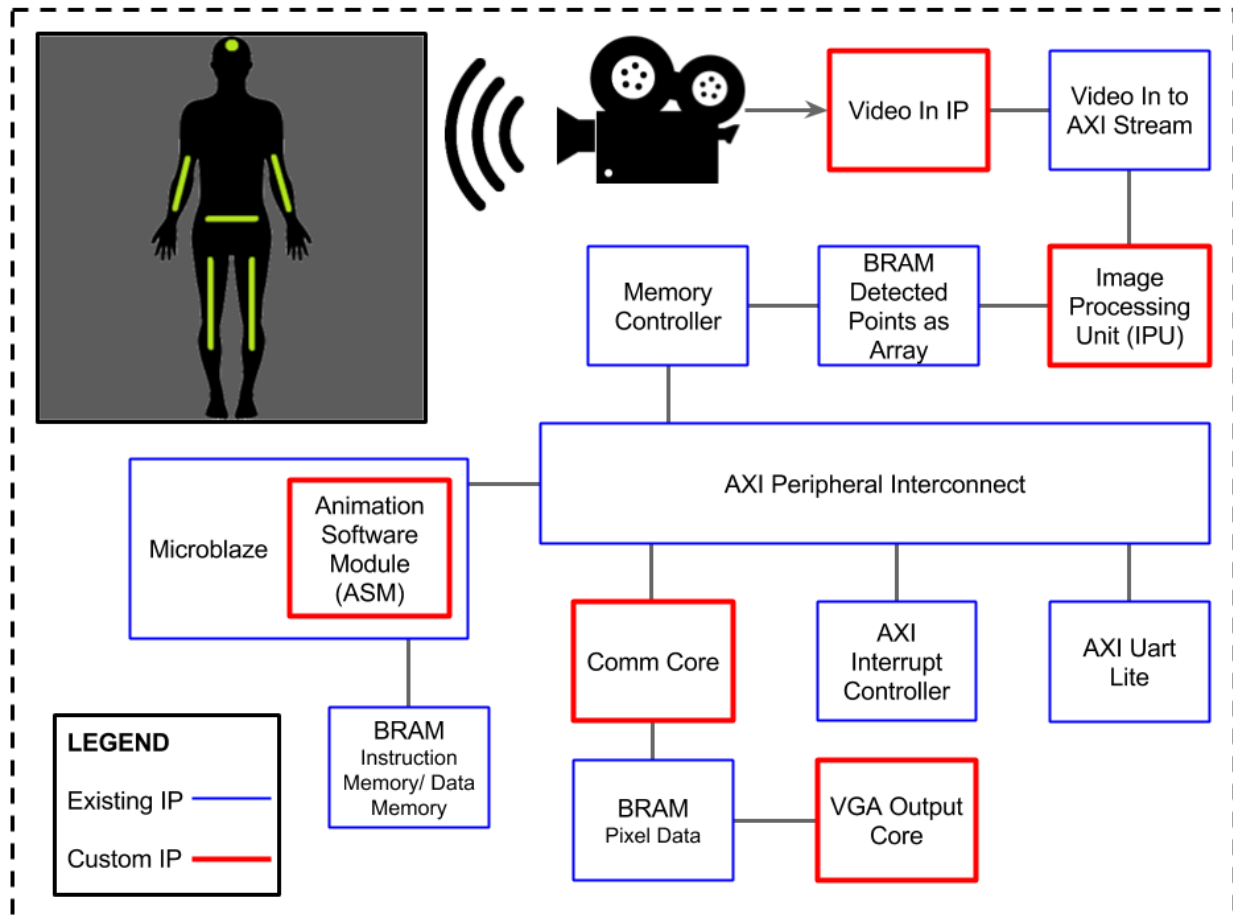 Video In IP
Video In to
AXI Stream
Memory
Controller
BRAM
Detected
Points as
Array
Image
Processing
Unit (IPU)
AXI Peripheral Interconnect
Microblaze
Animation
Software
Module
(ASM)
Comm Core
AXI
Interrupt
Controller
AXI Uart
Lite
BRAM
Instruction
Memory/ Data
Memory
BRAM
Pixel Data
VGA Output
Core
LEGEND
Existing IP
Custom IP